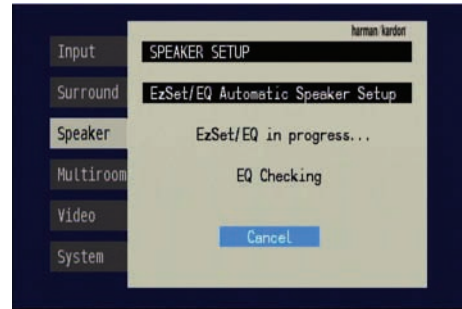 harman/kardon
Input
SPEAKER SETUP
Surround
EzSet/EQ Automatic Speaker Setup
Speaker
EzSet/EQ in progress...
Multiroom
EQ Checking
Video
Cancel
System